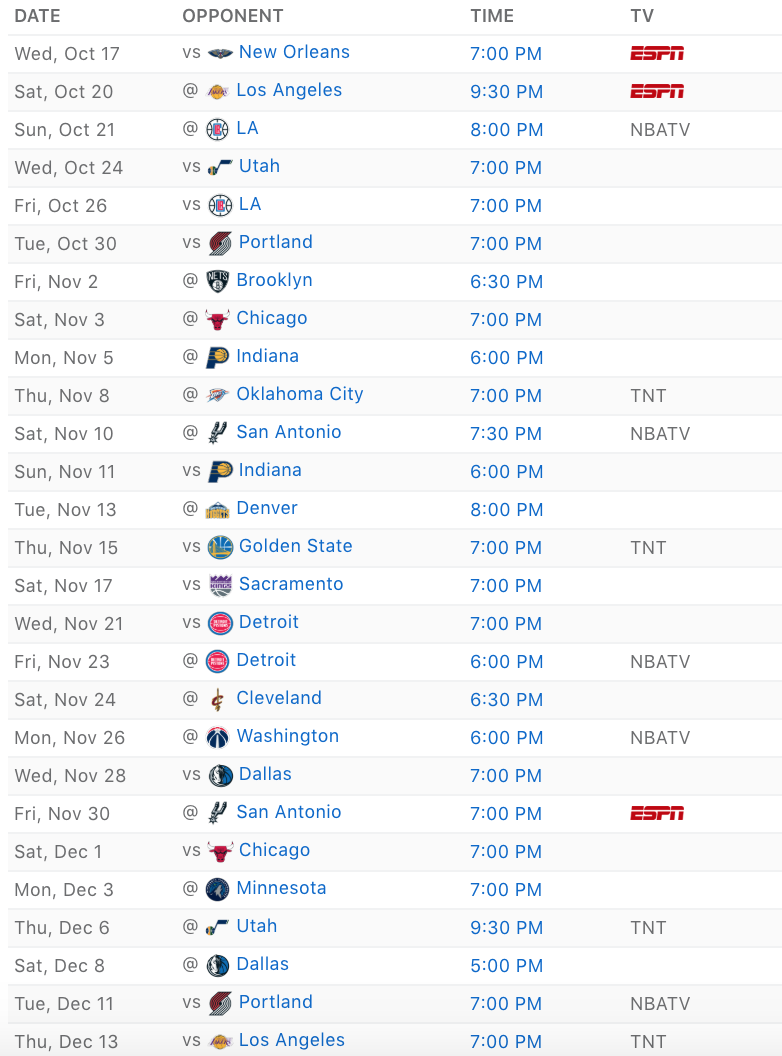 DATE OPPONENT TIME TV
Wed, Oct 17 vs New Orleans 7:00 PM ESPN
Sat, Oct 20 @ Los Angeles 9:30 PM ESPN
Sun, Oct 21 @ LA 8:00 PM NBATV
Wed, Oct 24 vs Utah 7:00 PM
Fri, Oct 26 vs LA 7:00 PM
Tue, Oct 30 vs Portland 7:00 PM
Fri, Nov 2 @ Brooklyn 6:30 PM
Sat, Nov 3 @ Chicago 7:00 PM
Mon, Nov 5 @ Indiana 6:00 PM
Thu, Nov 8 @ Oklahoma City 7:00 PM TNT
Sat, Nov 10 @ San Antonio 7:30 PM NBATV
Sun, Nov 11 vs Indiana 6:00 PM
Tue, Nov 13 @ Denver 8:00 PM
Thu, Nov 15 vs Golden State 7:00 PM TNT
Sat, Nov 17 vs Sacramento 7:00 PM
Wed, Nov 21 vs Detroit 7:00 PM
Fri, Nov 23 @ Detroit 6:00 PM NBATV
Sat, Nov 24 @ Cleveland 6:30 PM
Mon, Nov 26 @ Washington 6:00 PM NBATV
Wed, Nov 28 vs Dallas 7:00 PM
Fri, Nov 30 @ San Antonio 7:00 PM ESPN
Sat, Dec 1 vs Chicago 7:00 PM
Mon, Dec 3 @ Minnesota 7:00 PM
Thu, Dec 6 @ Utah 9:30 PM TNT
Sat, Dec 8 @ Dallas 5:00 PM
Tue, Dec 11 vs Portland 7:00 PM NBATV
Thu, Dec 13 vs Los Angeles 7:00 PM TNT